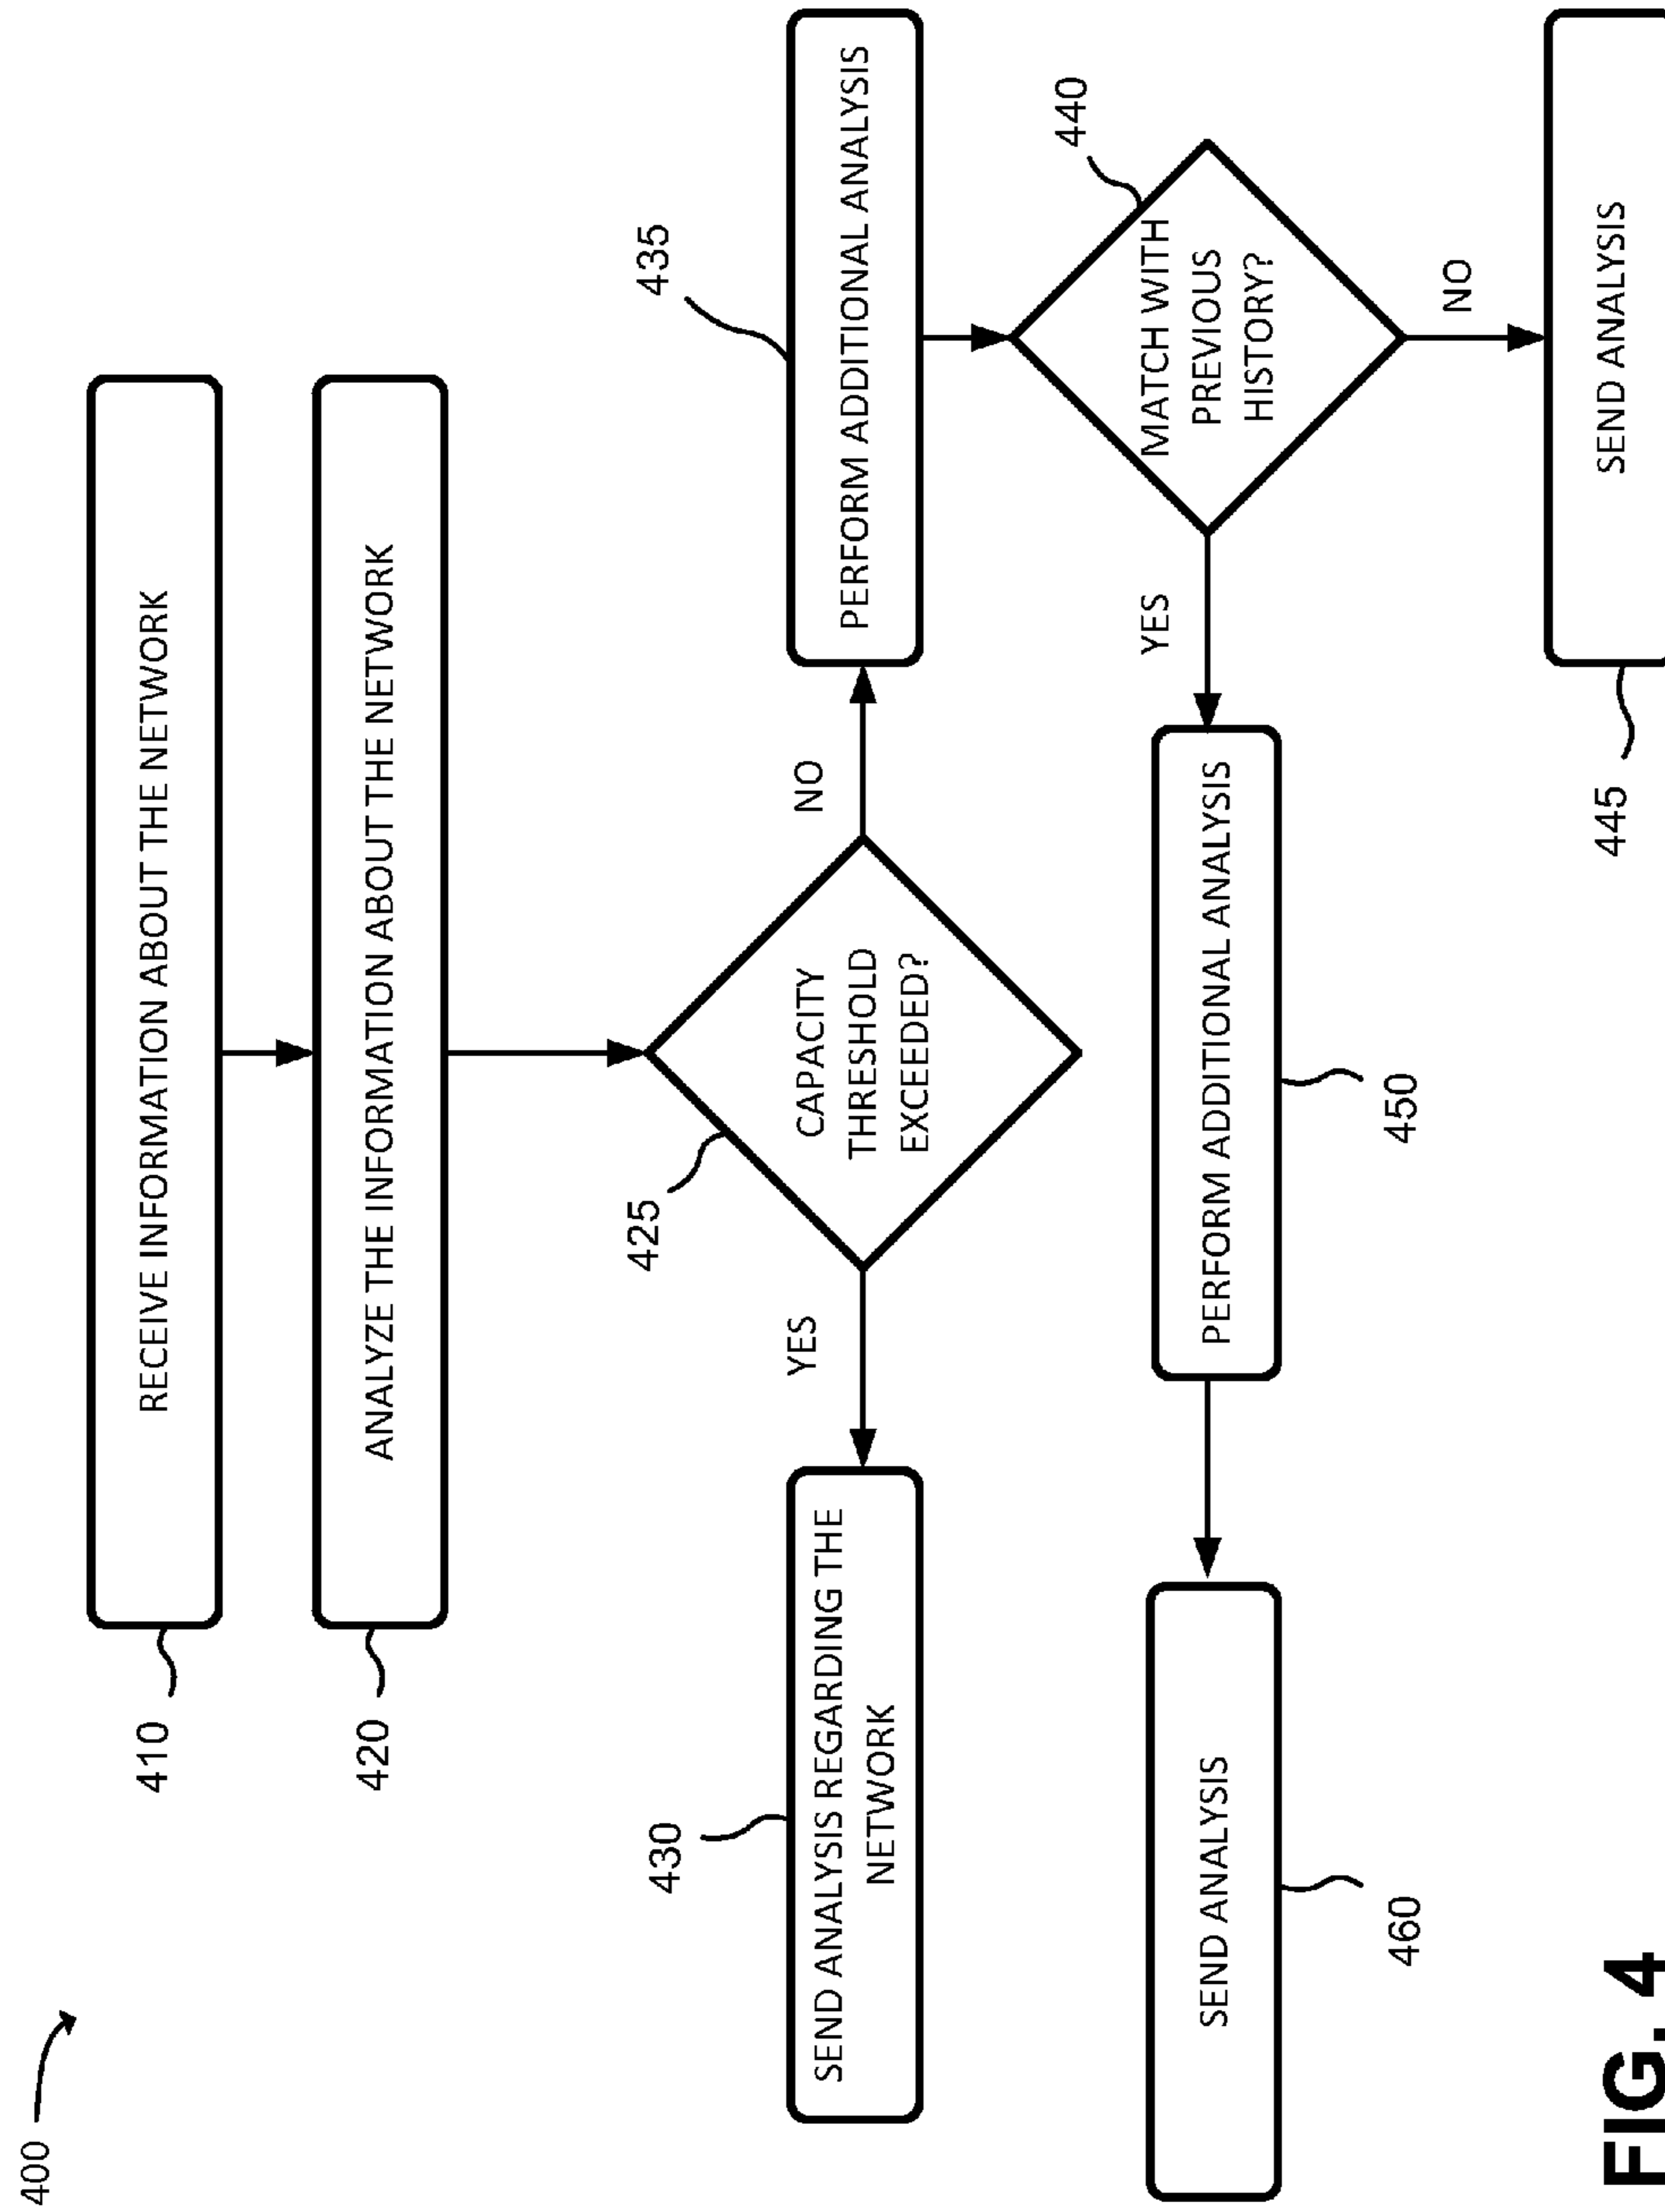 400
410
RECEIVE INFORMATION ABOUT THE NETWORK
420
ANALYZE THE INFORMATION ABOUT THE NETWORK
425
CAPACITY
THRESHOLD
EXCEEDED?
YES
NO
430
SEND ANALYSIS REGARDING THE
NETWORK
435
PERFORM ADDITIONAL ANALYSIS
440
MATCH WITH
PREVIOUS
HISTORY?
YES
NO
450
PERFORM ADDITIONAL ANALYSIS
460
SEND ANALYSIS
445
SEND ANALYSIS
FIG. 4